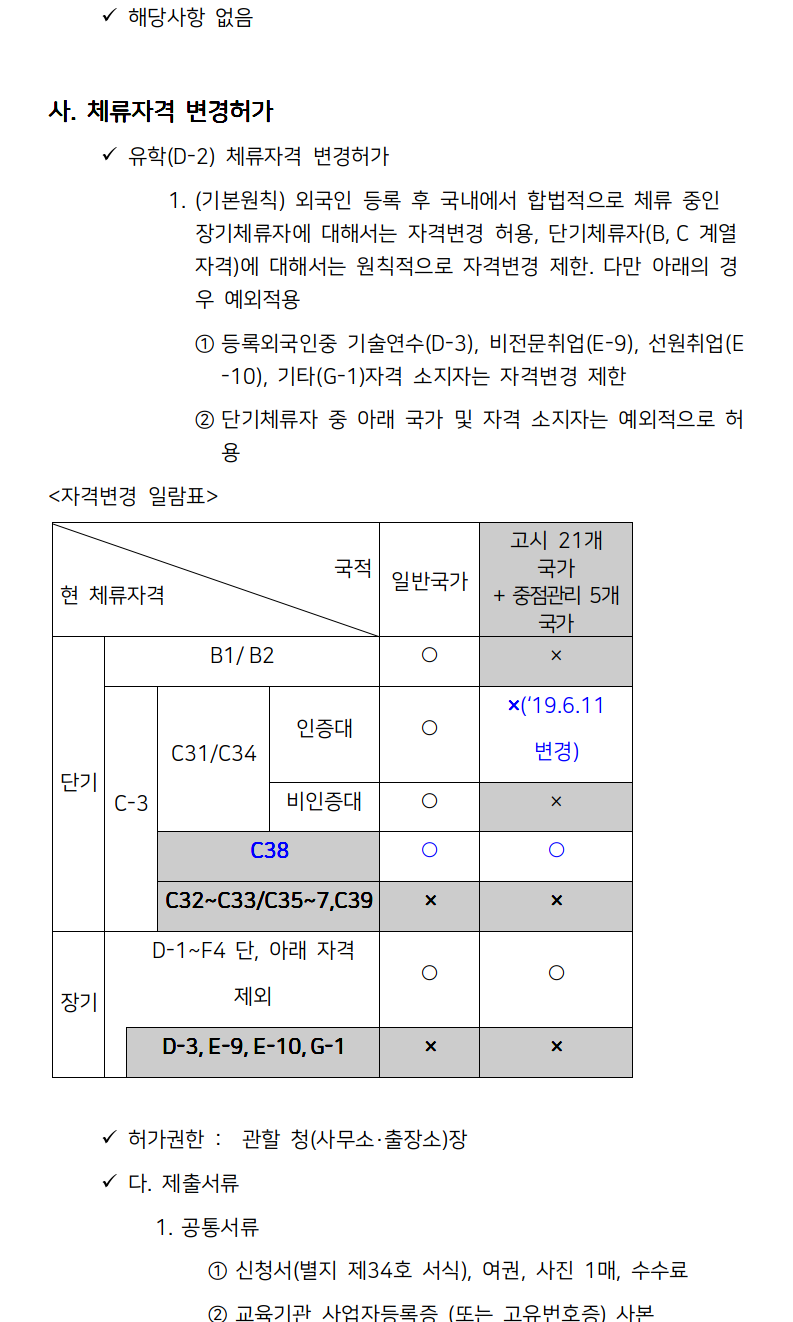 ✓ 해당사항 없음
사. 체류자격 변경허가
✓ 유학(D-2) 체류자격 변경허가
1. (기본원칙) 외국인 등록 후 국내에서 합법적으로 체류 중인
장기체류자에 대해서는 자격변경 허용, 단기체류자(B, C 계열
자격)에 대해서는 원칙적으로 자격변경 제한. 다만 아래의 경
우 예외적용
① 등록외국인중 기술연수(D-3), 비전문취업(E-9), 선원취업(E
-10), 기타(G-1)자격 소지자는 자격변경 제한
② 단기체류자 중 아래 국가 및 자격 소지자는 예외적으로 허
용
<자격변경 일람표>
국적
현 체류자격
일반국가
고시 21개
국가
+ 중점관리 5개
국가
단기
B1/ B2
○
×
C-3
C31/C34
인증대
○
×(‘19.6.11
변경)
비인증대
○
×
C38
○
○
C32~C33/C35~7,C39
×
×
장기
D-1~F4 단, 아래 자격
제외
○
○
D-3, E-9, E-10, G-1
×
×
✓ 허가권한 : 관할 청(사무소·출장소)장
✓ 다. 제출서류
1. 공통서류
① 신청서(별지 제34호 서식), 여권, 사진 1매, 수수료
② 교육기관 사업자등록증 (또는 고유번호증) 사본